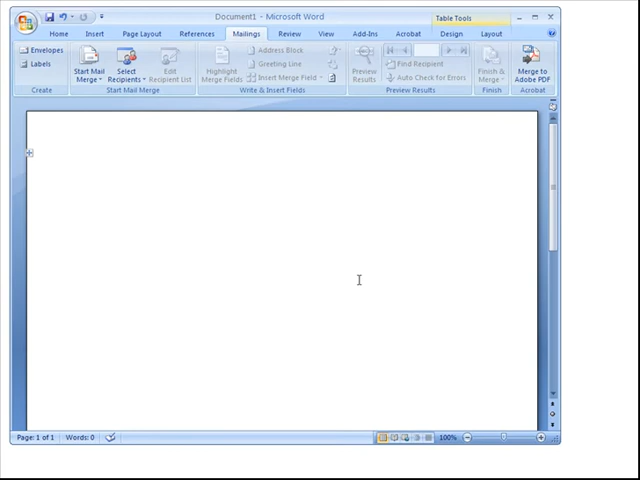 Document1 - Microsoft Word
Table Tools
Home Insert Page Layout References Mailings Review View Add-Ins Acrobat Design Layout
Envelopes
Labels
Create
Start Mail Merge
Select Recipients
Edit Recipient List
Start Mail Merge
Highlight Merge Fields
Address Block
Greeting Line
Insert Merge Field
Write & Insert Fields
Preview Results
Find Recipient
Auto Check for Errors
Preview Results
Finish & Merge
Finish
Merge to Adobe PDF
Acrobat
Page: 1 of 1 Words: 0 100%